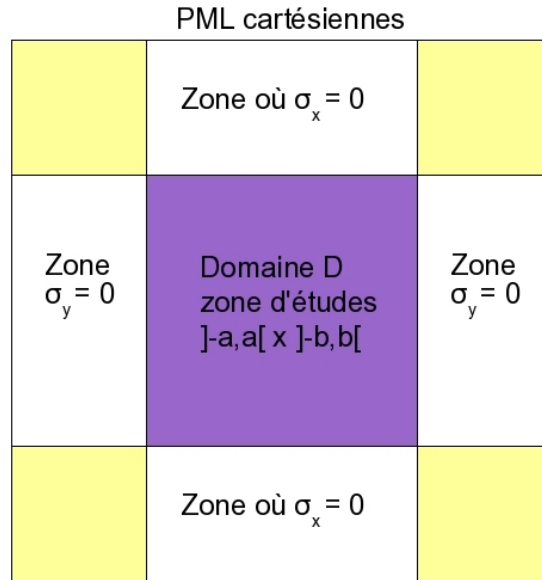 PML cartésiennes
Zone où σx = 0
Zone
σy = 0
Domaine D
zone d'études
]-a,a[ x ]-b,b[
Zone
σy = 0
Zone où σx = 0